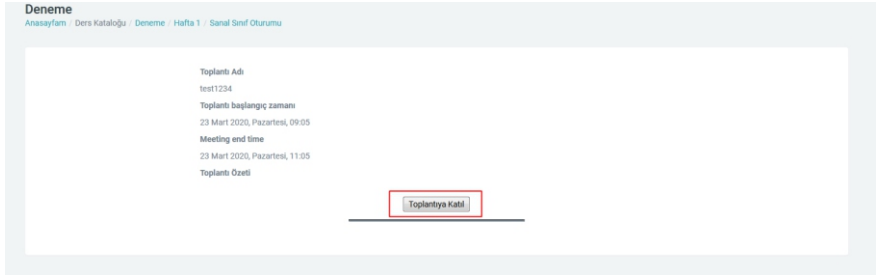 Deneme
Anasayfam / Ders Kataloğu / Deneme / Hafta 1 / Sanal Sınıf Oturumu
Toplantı Adı
test1234
Toplantı başlangıç zamanı
23 Mart 2020, Pazartesi, 09:05
Meeting end time
23 Mart 2020, Pazartesi, 11:05
Toplantı Özeti
Toplantıya Katıl